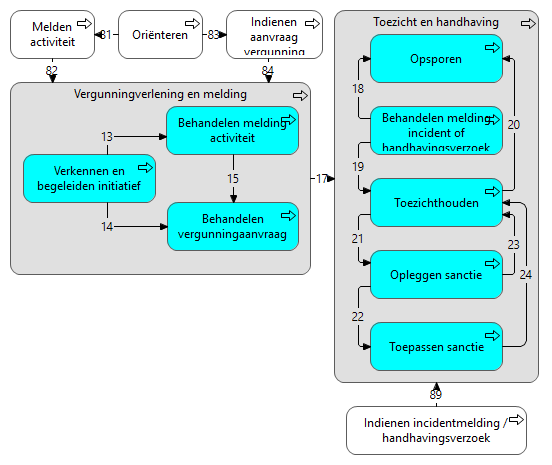 Melden
activiteit
81
Oriënteren
83
Indienen
aanvraag
vergunning
82
84
Vergunningverlening en melding
13
Behandelen melding
activiteit
Verkennen en
begeleiden initiatief
15
14
Behandelen
vergunningaanvraag
17
Toezicht en handhaving
Opsporen
18
Behandelen melding
incident of
handhavingsverzoek
20
19
Toezichthouden
21
23
Opleggen sanctie
24
22
Toepassen sanctie
89
Indienen incidentmelding /
handhavingsverzoek